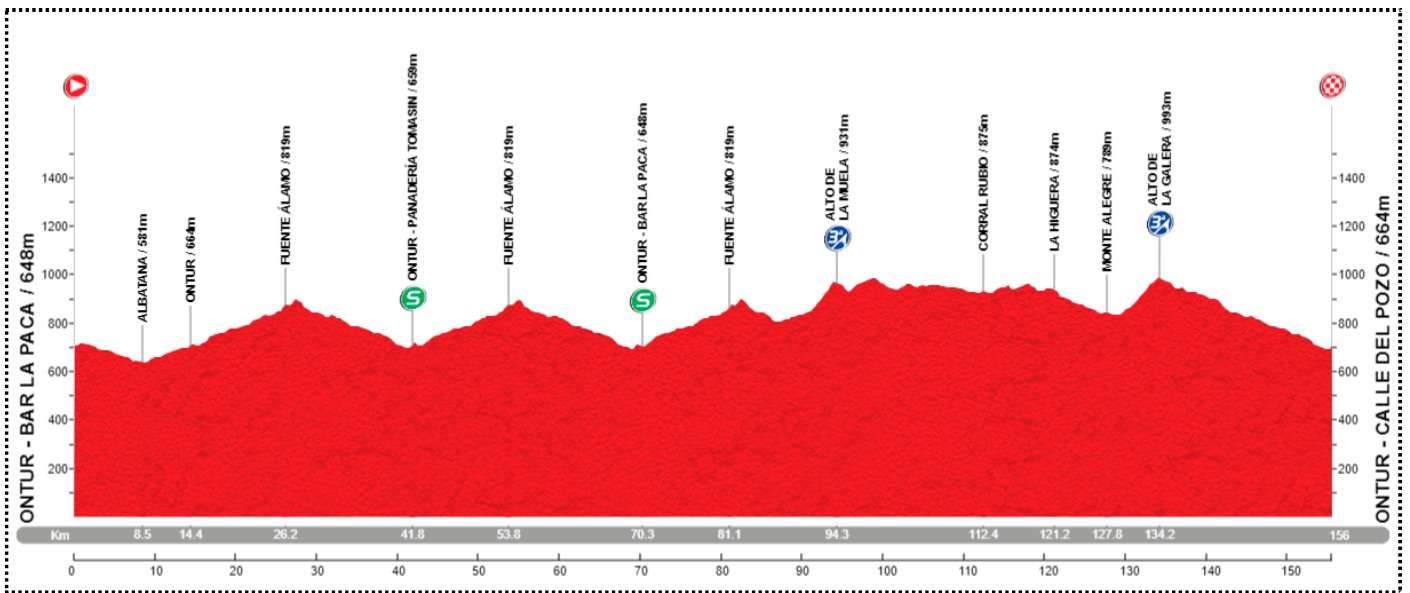 ONTUR - BAR LA PACA / 648m
ALBATANA / 581m
ONTUR / 664m
FUENTE ÁLAMO / 819m
ONTUR - PANADERÍA TOMASIN / 659m
FUENTE ÁLAMO / 819m
ONTUR - BAR LA PACA / 648m
FUENTE ÁLAMO / 819m
ALTO DE
LA MUELA / 931m
CORRAL RUBIO / 875m
LA HIGUERA / 874m
MONTE ALEGRE / 789m
ALTO DE
LA GALERA / 993m
ONTUR - CALLE DEL POZO / 664m
S
S
3ª
3ª
1400
1200
1000
800
600
400
200
1400
1200
1000
800
600
400
200
Km 8.5 14.4 26.2 41.8 53.8 70.3 81.1 94.3 112.4 121.2 127.8 134.2 156
0 10 20 30 40 50 60 70 80 90 100 110 120 130 140 150